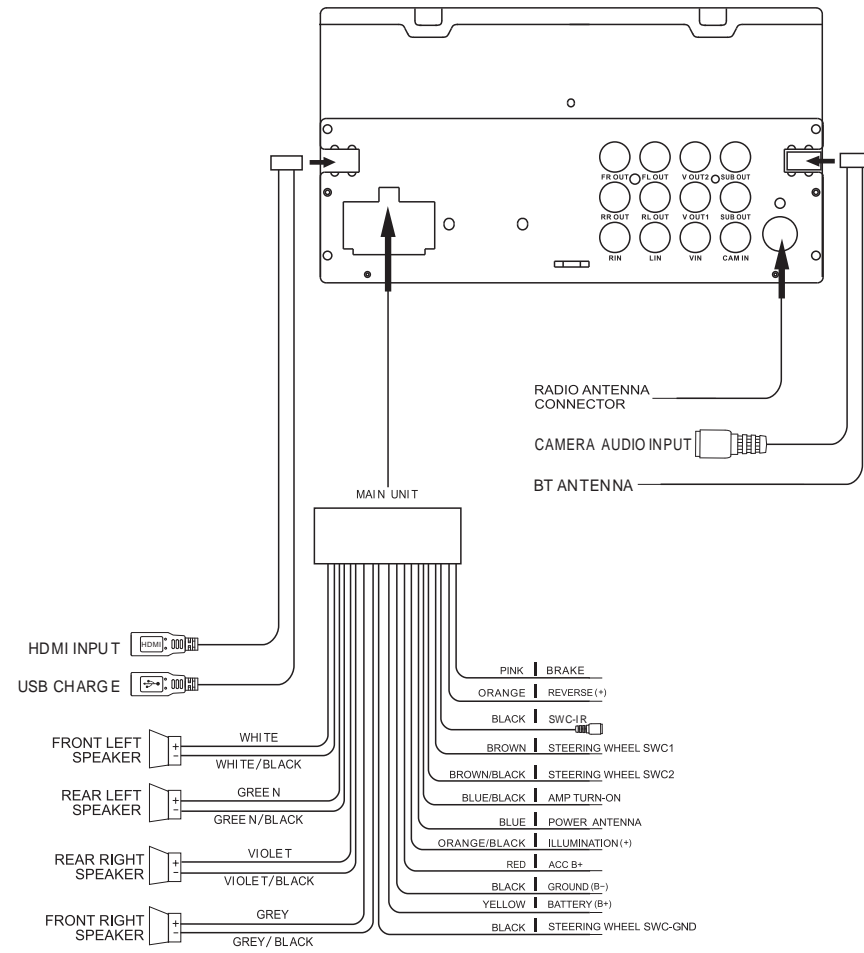 FR OUT FL OUT V OUT2 SUB OUT
RR OUT RL OUT V OUT1 SUB OUT
RIN LIN VIN CAM IN
RADIO ANTENNA
CONNECTOR
CAMERA AUDIO INPUT
BT ANTENNA
MAIN UNIT
HDMI INPUT HDMI
USB CHARGE
PINK BRAKE
ORANGE REVERSE (+)
BLACK SWC-IR
BROWN STEERING WHEEL SWC1
BROWN/BLACK STEERING WHEEL SWC2
BLUE/BLACK AMP TURN-ON
BLUE POWER ANTENNA
ORANGE/BLACK ILLUMINATION (+)
RED ACC B+
BLACK GROUND (B−)
YELLOW BATTERY (B+)
BLACK STEERING WHEEL SWC-GND
FRONT LEFT
SPEAKER
+
−
WHITE
WHITE/BLACK
REAR LEFT
SPEAKER
+
−
GREEN
GREEN/BLACK
REAR RIGHT
SPEAKER
+
−
VIOLET
VIOLET/BLACK
FRONT RIGHT
SPEAKER
+
−
GREY
GREY/BLACK